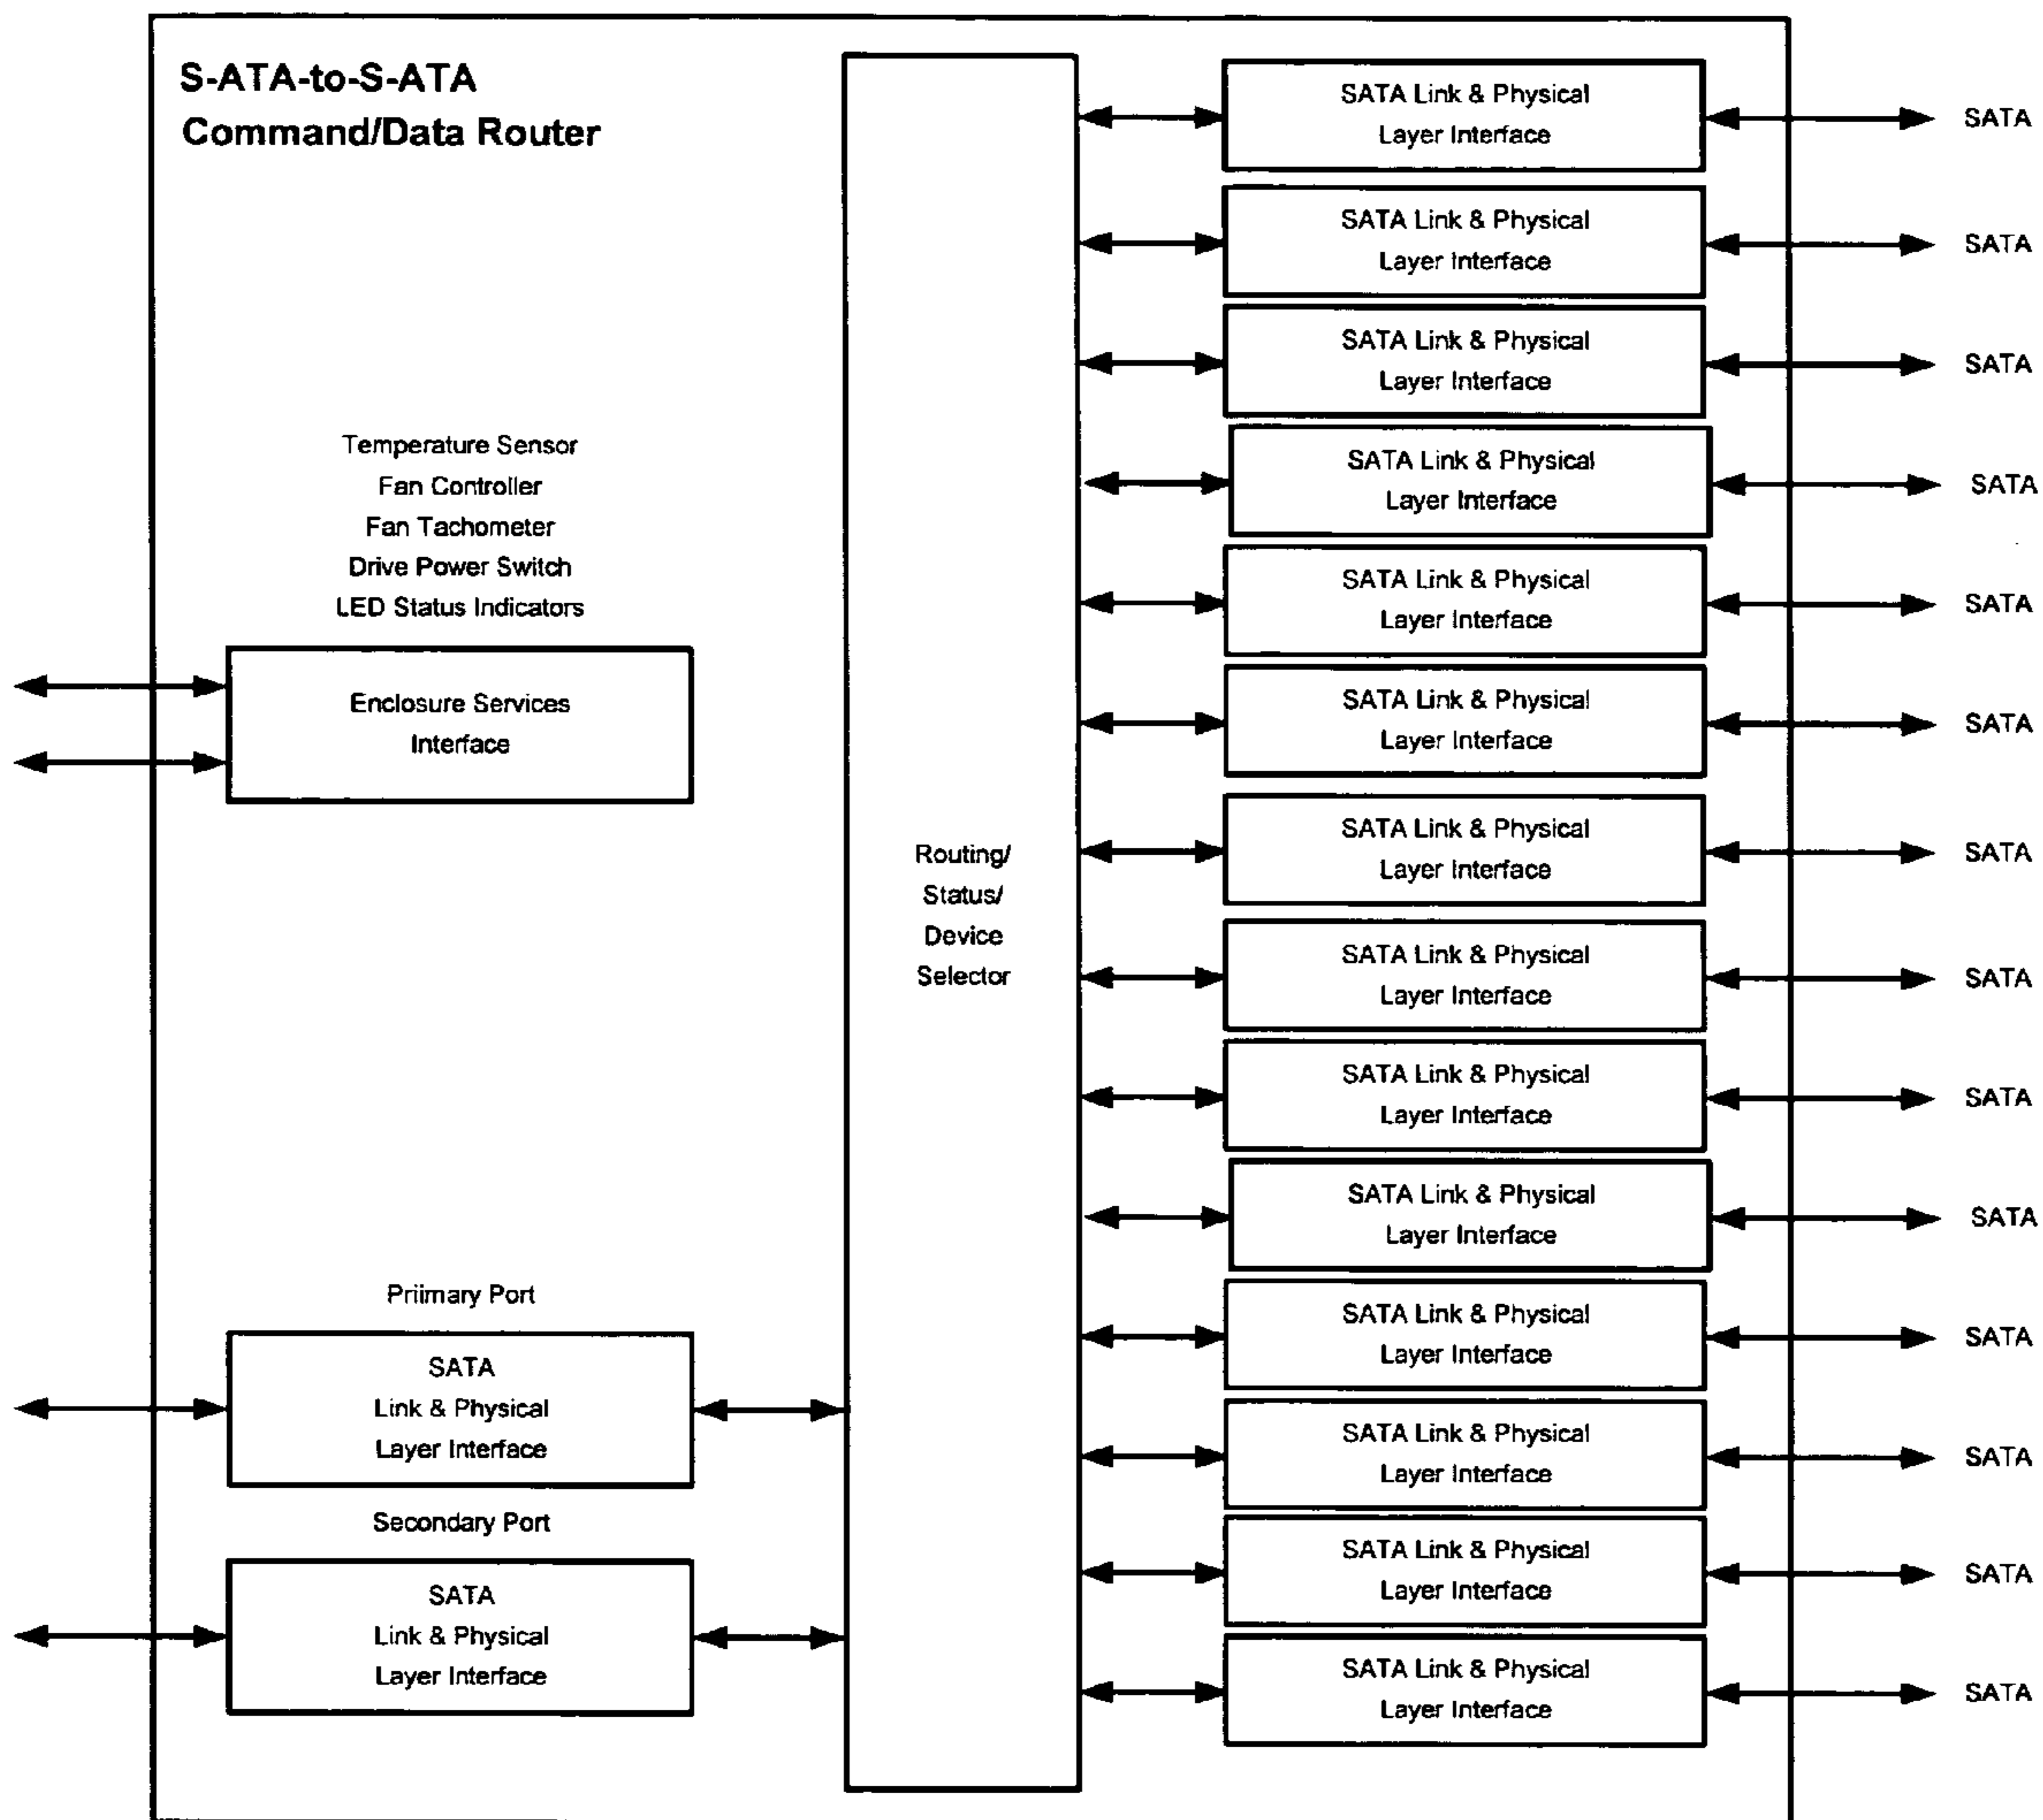 S-ATA-to-S-ATA
Command/Data Router
Temperature Sensor
Fan Controller
Fan Tachometer
Drive Power Switch
LED Status Indicators
Enclosure Services
Interface
Priimary Port
SATA
Link & Physical
Layer Interface
Secondary Port
SATA
Link & Physical
Layer Interface
Routing/
Status/
Device
Selector
SATA Link & Physical
Layer Interface
SATA
SATA Link & Physical
Layer Interface
SATA
SATA Link & Physical
Layer Interface
SATA
SATA Link & Physical
Layer Interface
SATA
SATA Link & Physical
Layer Interface
SATA
SATA Link & Physical
Layer Interface
SATA
SATA Link & Physical
Layer Interface
SATA
SATA Link & Physical
Layer Interface
SATA
SATA Link & Physical
Layer Interface
SATA
SATA Link & Physical
Layer Interface
SATA
SATA Link & Physical
Layer Interface
SATA
SATA Link & Physical
Layer Interface
SATA
SATA Link & Physical
Layer Interface
SATA
SATA Link & Physical
Layer Interface
SATA